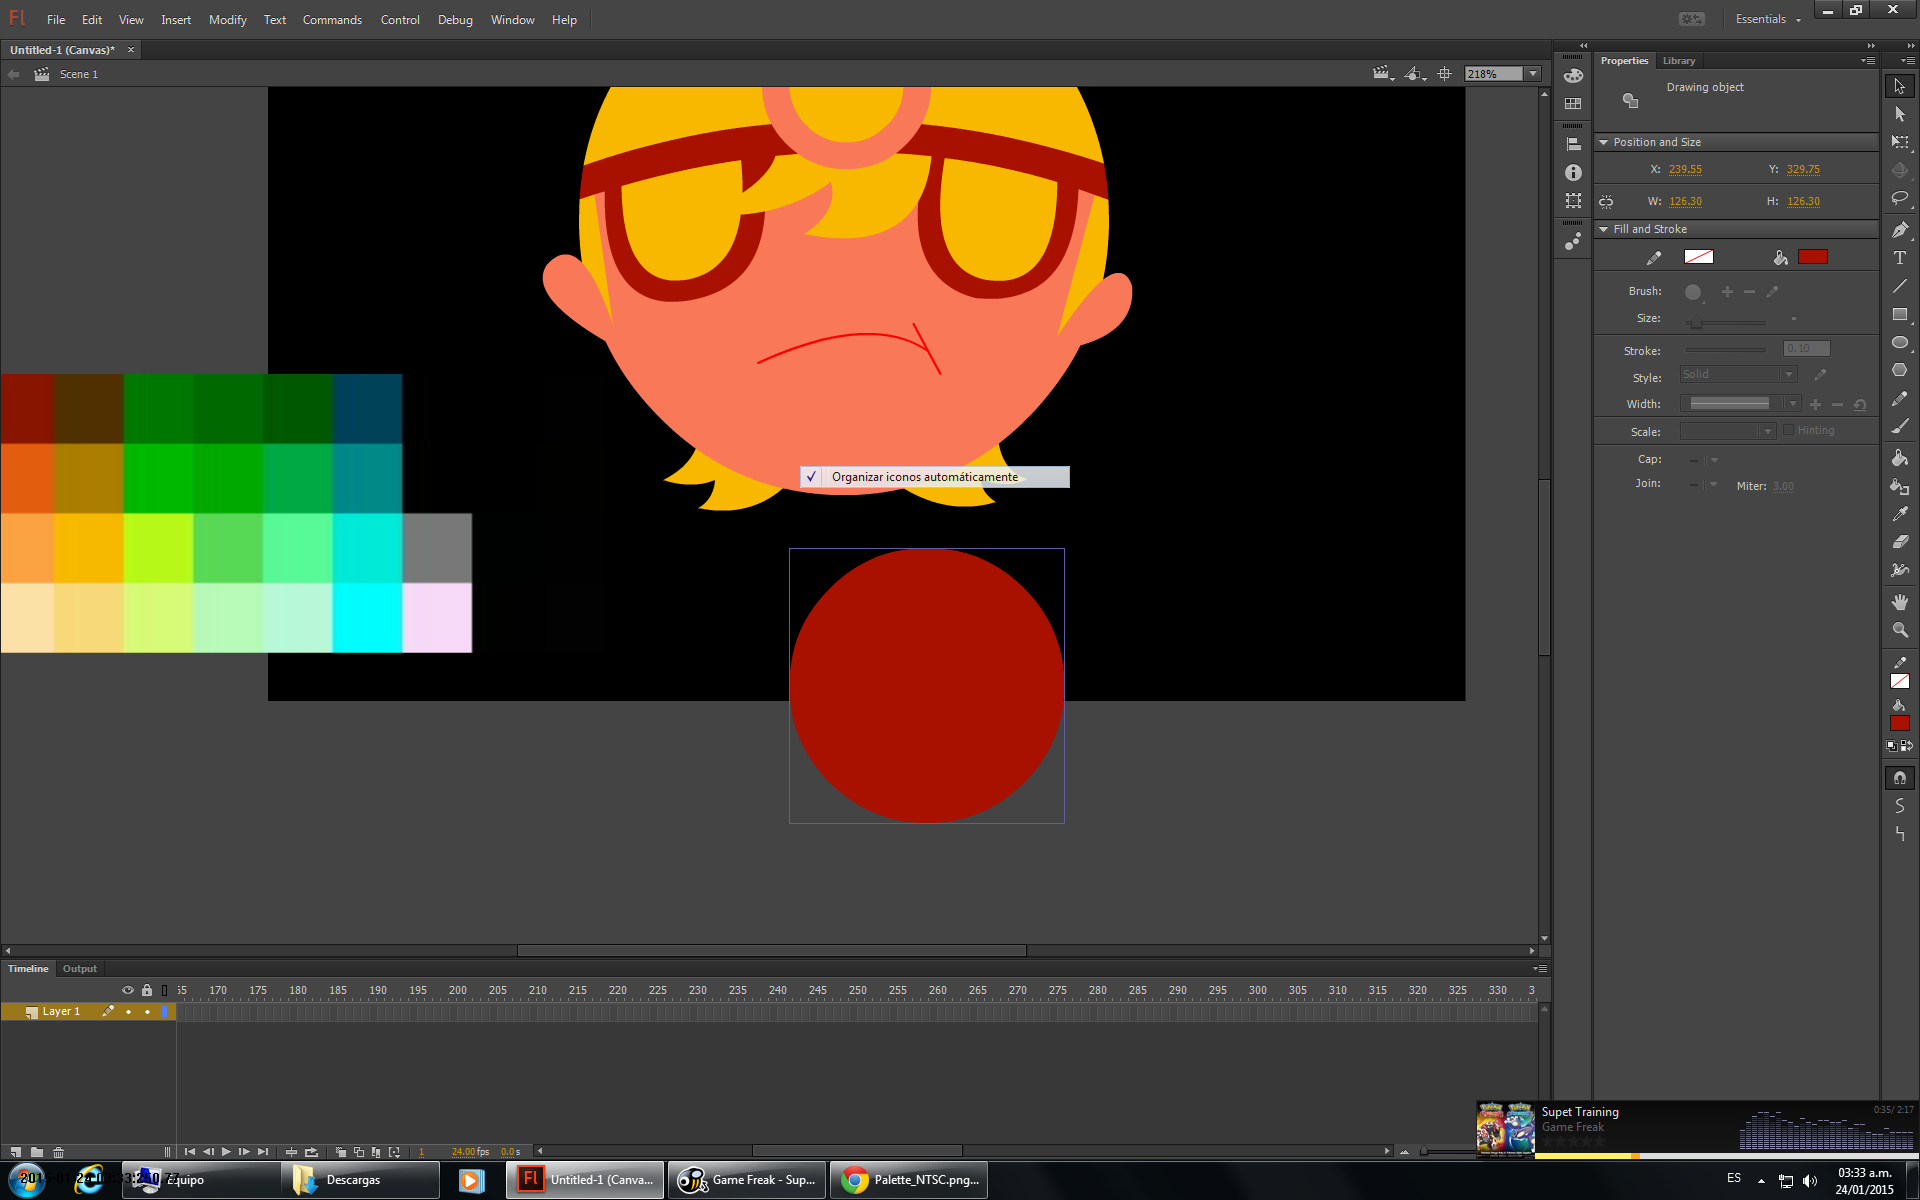 Fl File Edit View Insert Modify Text Commands Control Debug Window Help Essentials
Untitled-1 (Canvas)* ×
Scene 1 218%
Properties Library
Drawing object
Position and Size
X: 239.55 Y: 329.75
W: 126.30 H: 126.30
Fill and Stroke
Brush:
Size:
Stroke: 0.10
Style: Solid
Width:
Scale: Hinting
Cap:
Join: Miter: 3.00
Organizar iconos automáticamente
Timeline Output
170 175 180 185 190 195 200 205 210 215 220 225 230 235 240 245 250 255 260 265 270 275 280 285 290 295 300 305 310 315 320 325 330 3
Layer 1
1 24.00 fps 0.0 s
Supet Training 0:35/ 2:17
Game Freak
Equipo
Descargas
Fl Untitled-1 (Canva...
Game Freak - Sup...
Palette_NTSC.png...
ES
03:33 a.m.
24/01/2015